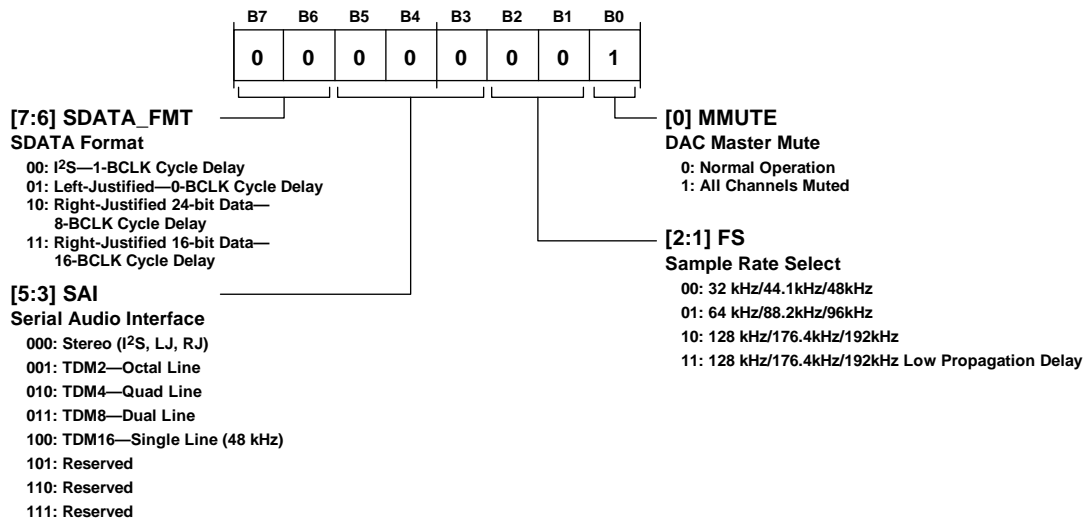 B7 B6 B5 B4 B3 B2 B1 B0
0 0 0 0 0 0 0 1
[7:6] SDATA_FMT
SDATA Format
00: I²S—1-BCLK Cycle Delay
01: Left-Justified—0-BCLK Cycle Delay
10: Right-Justified 24-bit Data—
8-BCLK Cycle Delay
11: Right-Justified 16-bit Data—
16-BCLK Cycle Delay
[5:3] SAI
Serial Audio Interface
000: Stereo (I²S, LJ, RJ)
001: TDM2—Octal Line
010: TDM4—Quad Line
011: TDM8—Dual Line
100: TDM16—Single Line (48 kHz)
101: Reserved
110: Reserved
111: Reserved
[0] MMUTE
DAC Master Mute
0: Normal Operation
1: All Channels Muted
[2:1] FS
Sample Rate Select
00: 32 kHz/44.1kHz/48kHz
01: 64 kHz/88.2kHz/96kHz
10: 128 kHz/176.4kHz/192kHz
11: 128 kHz/176.4kHz/192kHz Low Propagation Delay